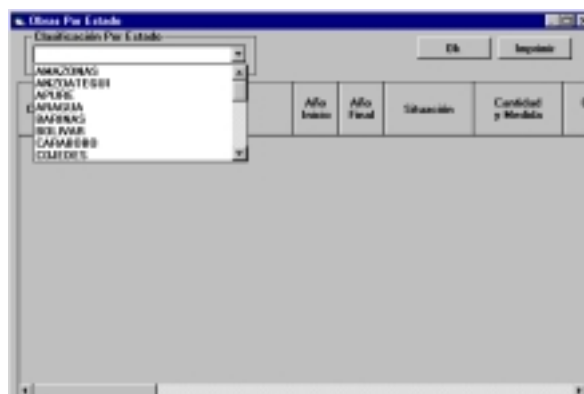 Obras Por Estado
Clasificación Por Estado
Ok
Imprimir
AMAZONAS
ANZOATEGUI
APURE
ARAGUA
BARINAS
BOLIVAR
CARABOBO
COJEDES
Año
Inicio
Año
Final
Situación
Cantidad
y Medida